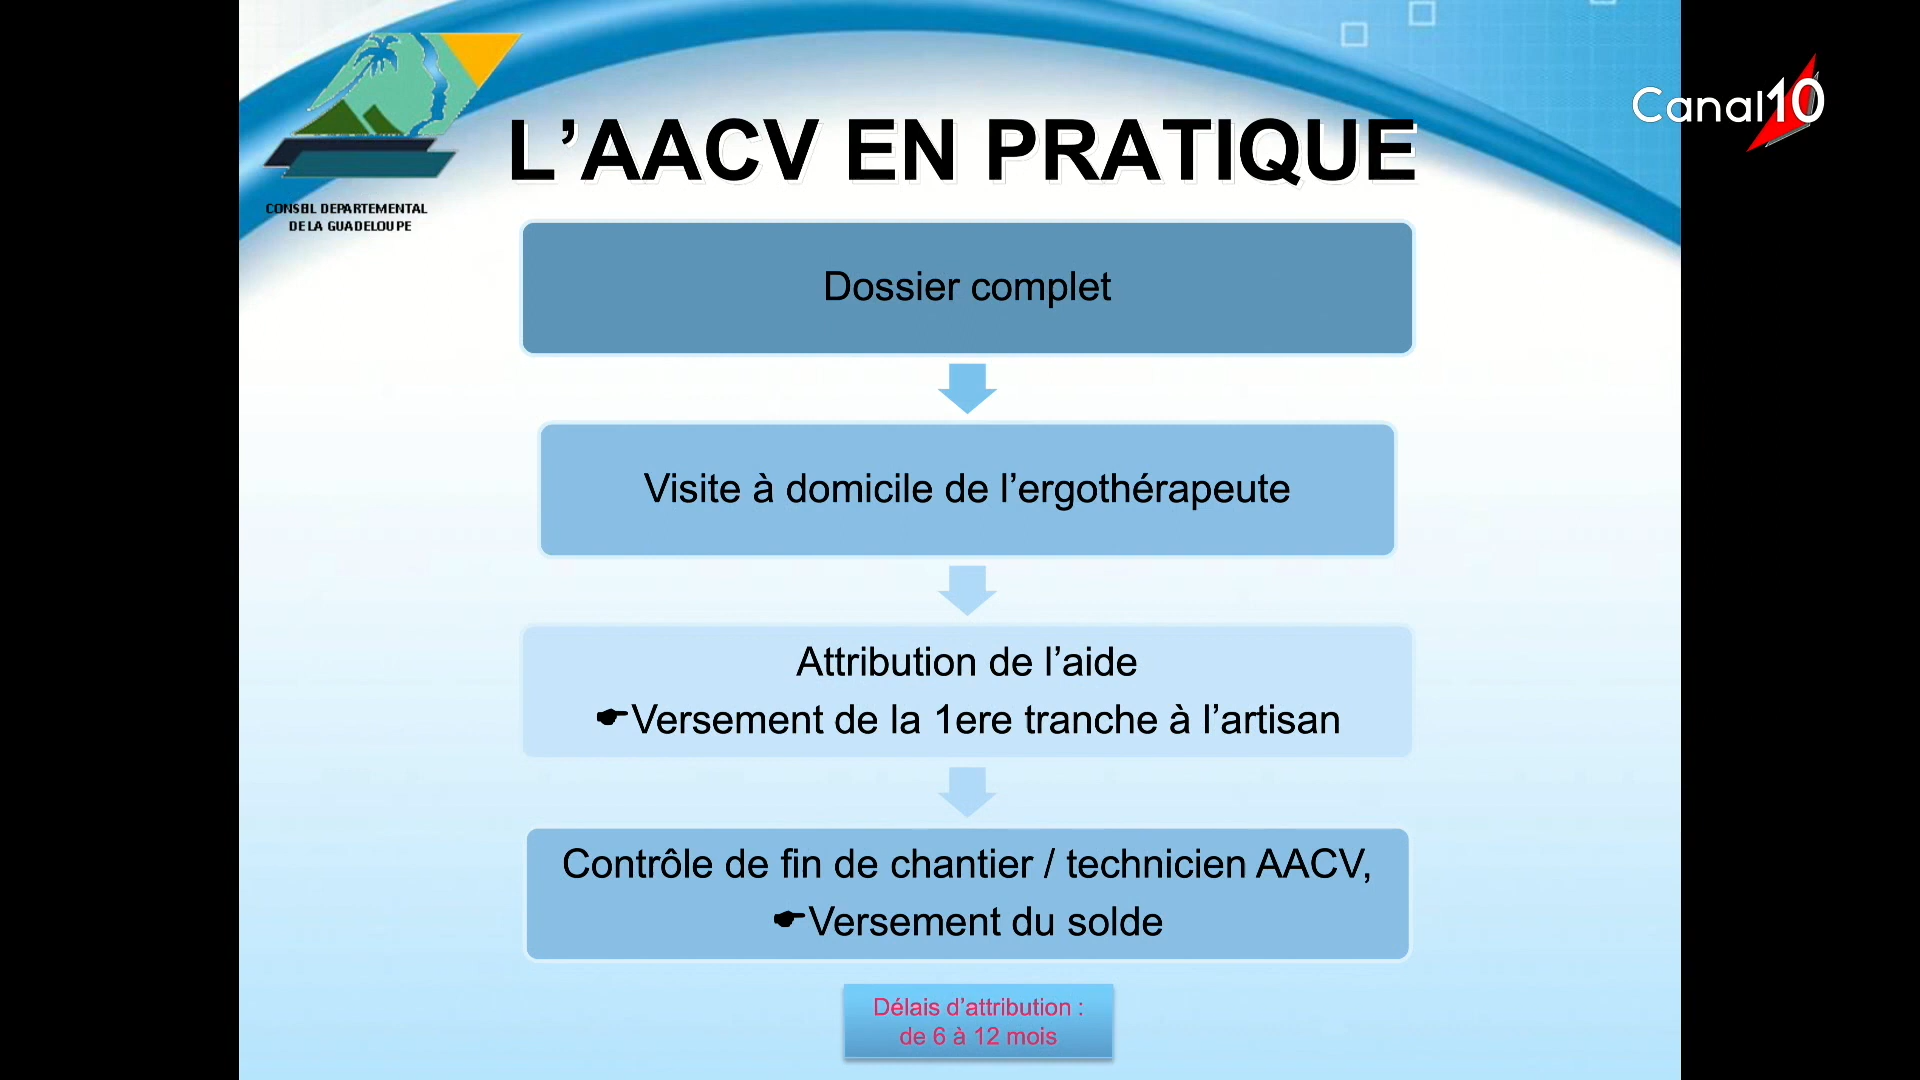 Canal10
CONSEIL DEPARTEMENTAL
DE LA GUADELOUPE
L’AACV EN PRATIQUE
Dossier complet
Visite à domicile de l’ergothérapeute
Attribution de l’aide
☛Versement de la 1ere tranche à l’artisan
Contrôle de fin de chantier / technicien AACV,
☛Versement du solde
Délais d’attribution :
de 6 à 12 mois